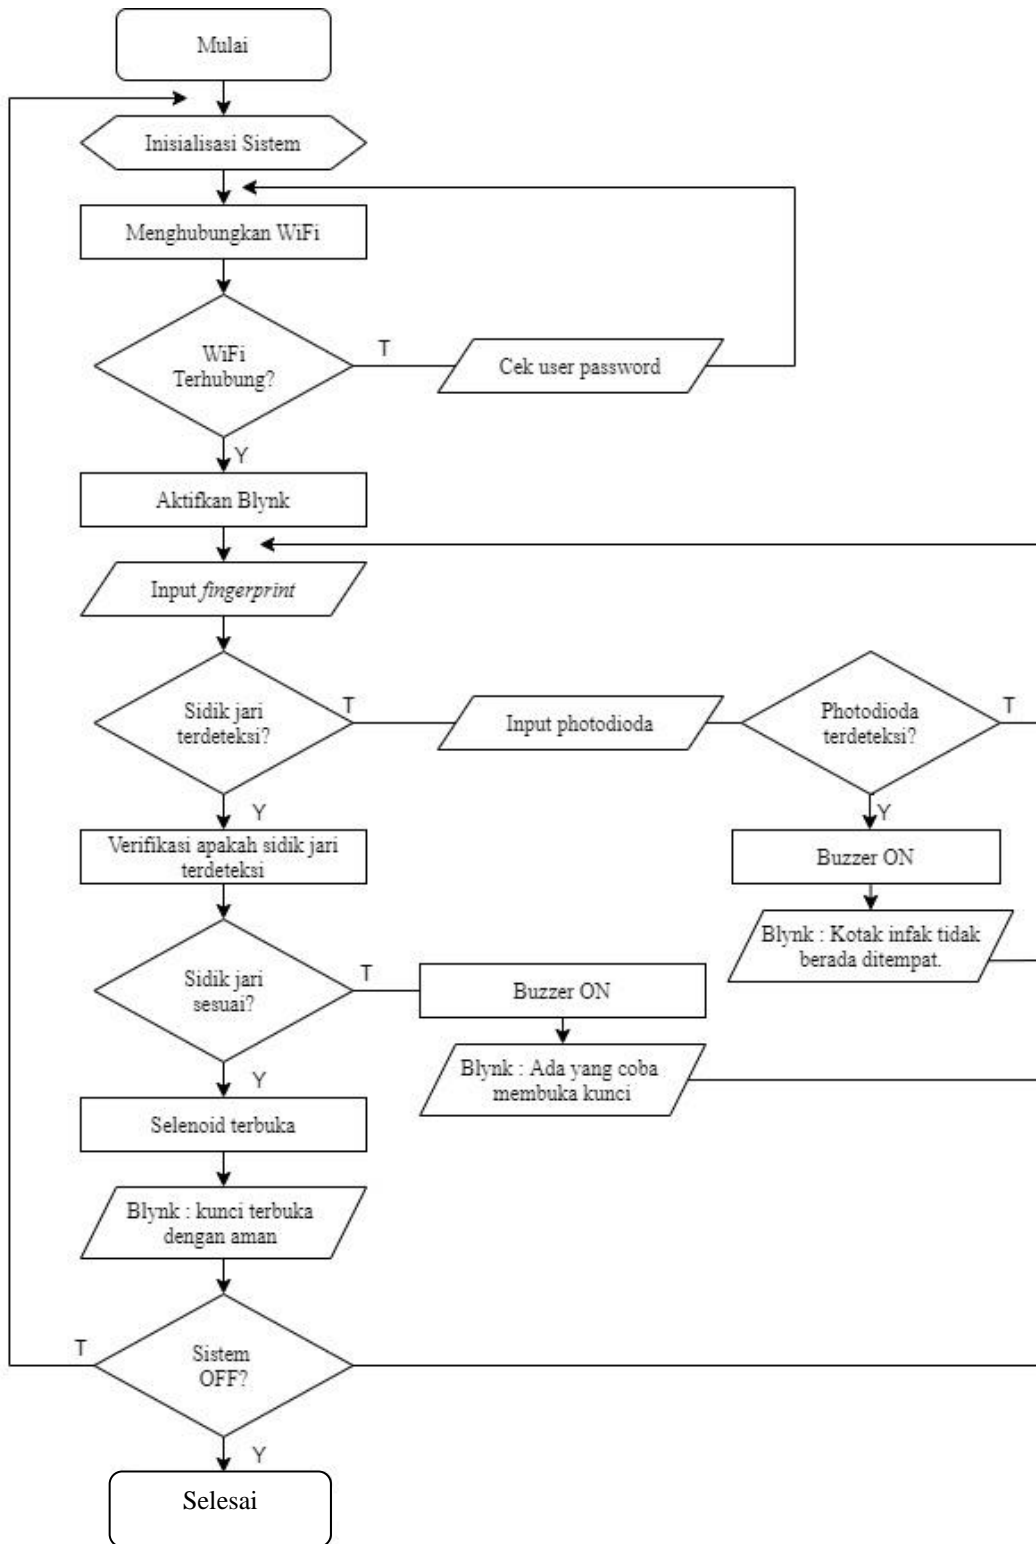 Mulai
Inisialisasi Sistem
Menghubungkan WiFi
WiFi
Terhubung?
T
Cek user password
Y
Aktifkan Blynk
Input fingerprint
Sidik jari
terdeteksi?
T
Input photodioda
Photodioda
terdeteksi?
T
Y
Y
Verifikasi apakah sidik jari
terdeteksi
Buzzer ON
Blynk : Kotak infak tidak
berada ditempat.
Sidik jari
sesuai?
T
Buzzer ON
Blynk : Ada yang coba
membuka kunci
Y
Selenoid terbuka
Blynk : kunci terbuka
dengan aman
T
Sistem
OFF?
Y
Selesai